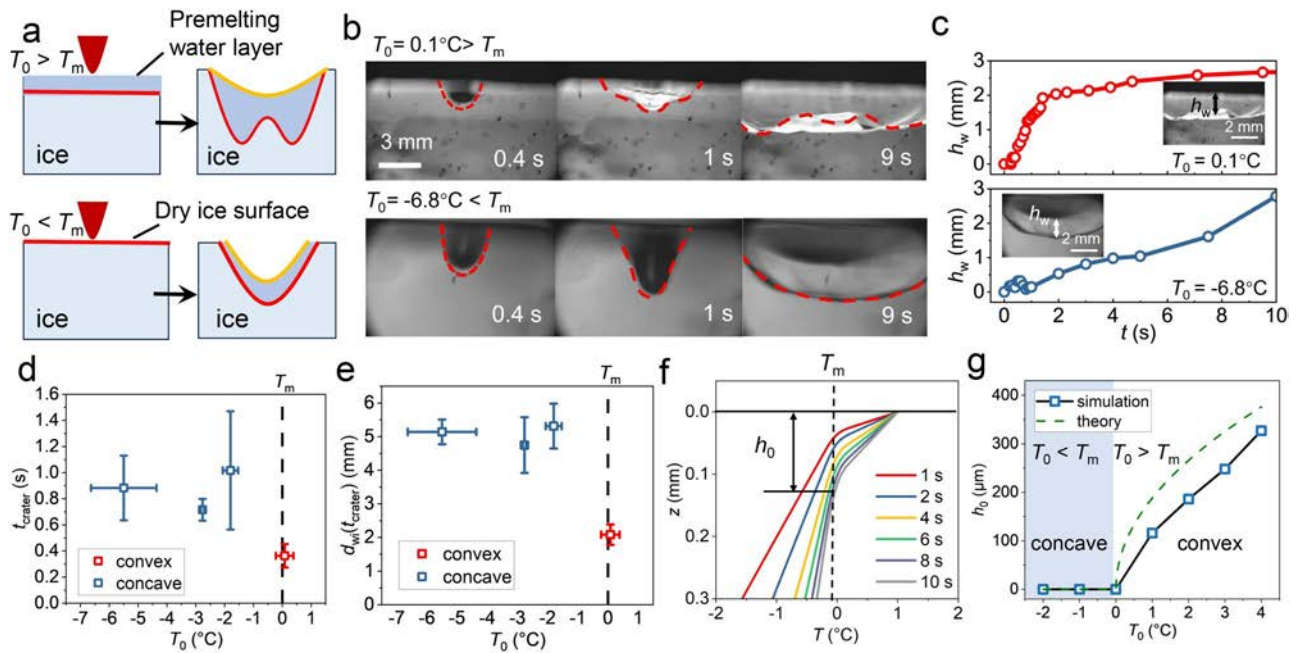 a
T₀ > Tₘ
Premelting
water layer
ice
ice
T₀ < Tₘ
Dry ice surface
ice
ice
b
T₀ = 0.1°C > Tₘ
3 mm
0.4 s
1 s
9 s
T₀ = -6.8°C < Tₘ
0.4 s
1 s
9 s
c
3
2
1
0
h_w (mm)
h_w
2 mm
T₀ = 0.1°C
3
2
1
0
h_w (mm)
h_w
2 mm
T₀ = -6.8°C
0 2 4 6 8 10
t (s)
d
Tₘ
1.6
1.4
1.2
1.0
0.8
0.6
0.4
0.2
0.0
t_crater (s)
convex
concave
-7 -6 -5 -4 -3 -2 -1 0 1
T₀ (°C)
e
Tₘ
6
5
4
3
2
1
0
d_wi(t_crater) (mm)
convex
concave
-7 -6 -5 -4 -3 -2 -1 0 1
T₀ (°C)
f
Tₘ
0.0
0.1
0.2
0.3
z (mm)
h₀
1 s
2 s
4 s
6 s
8 s
10 s
-2 -1 0 1 2
T (°C)
g
400
300
200
100
0
h₀ (µm)
simulation
theory
T₀ < Tₘ
T₀ > Tₘ
concave
convex
-2 -1 0 1 2 3 4
T₀ (°C)